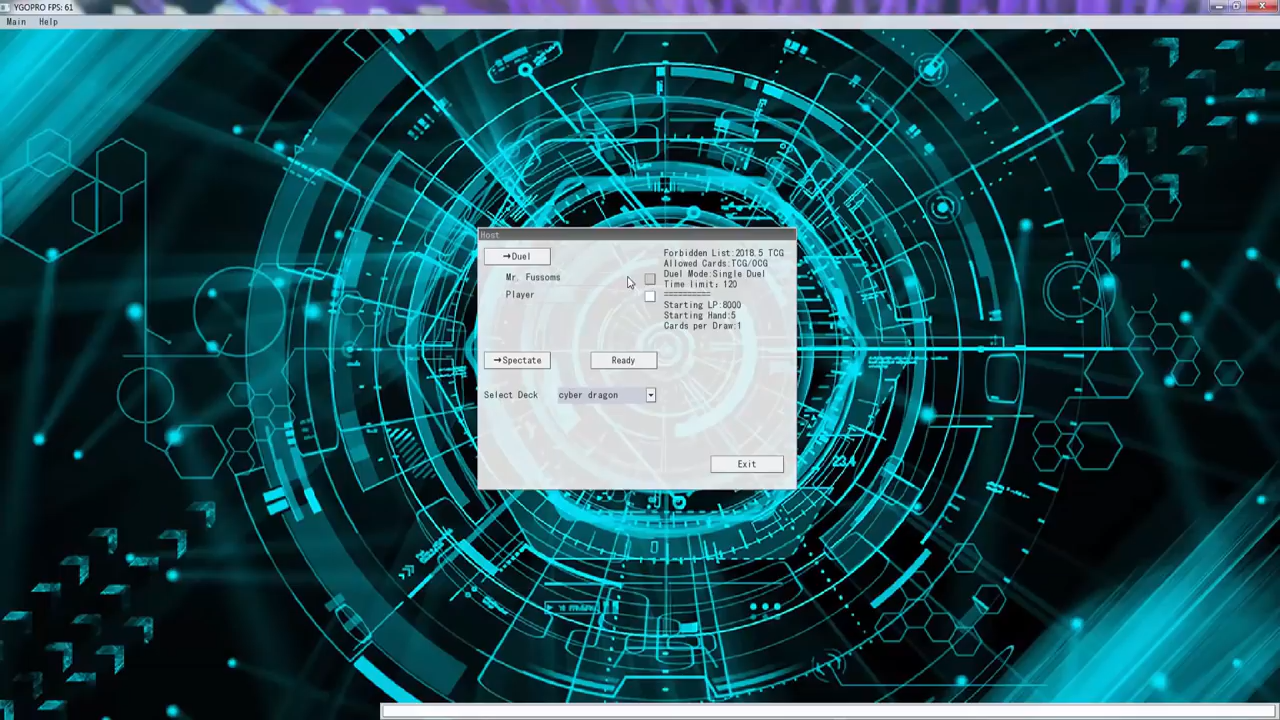 YGOPRO FPS: 61
Main Help
Host
→Duel
Mr. Fussoms
Player
Forbidden List:2018.5 TCG
Allowed Cards:TCG/OCG
Duel Mode:Single Duel
Time limit: 120
==========
Starting LP:8000
Starting Hand:5
Cards per Draw:1
→Spectate
Ready
Select Deck
cyber dragon
Exit
23.4